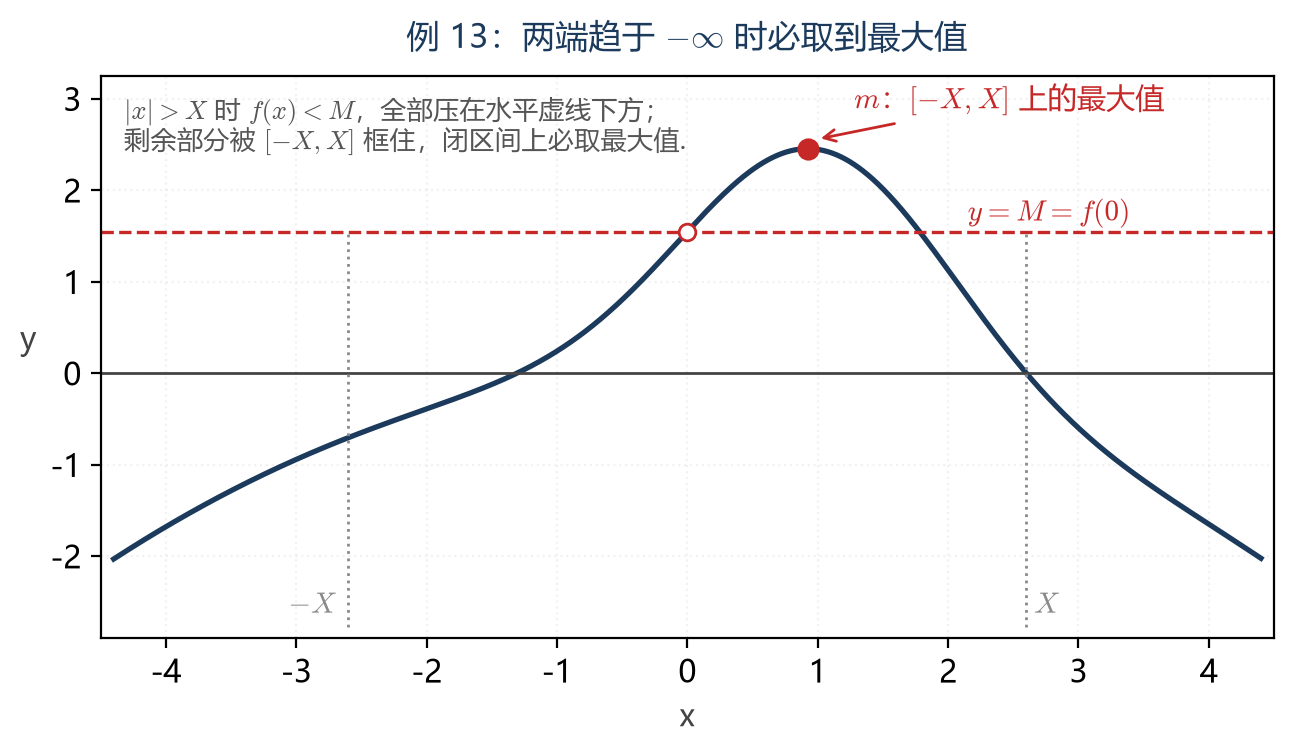 例 13：两端趋于 −∞ 时必取到最大值
|x| > X 时 f(x) < M，全部压在水平虚线下方；
剩余部分被 [−X, X] 框住，闭区间上必取最大值.
m：[−X, X] 上的最大值
y = M = f(0)
−X
X
3
2
1
0
-1
-2
y
-4 -3 -2 -1 0 1 2 3 4
x